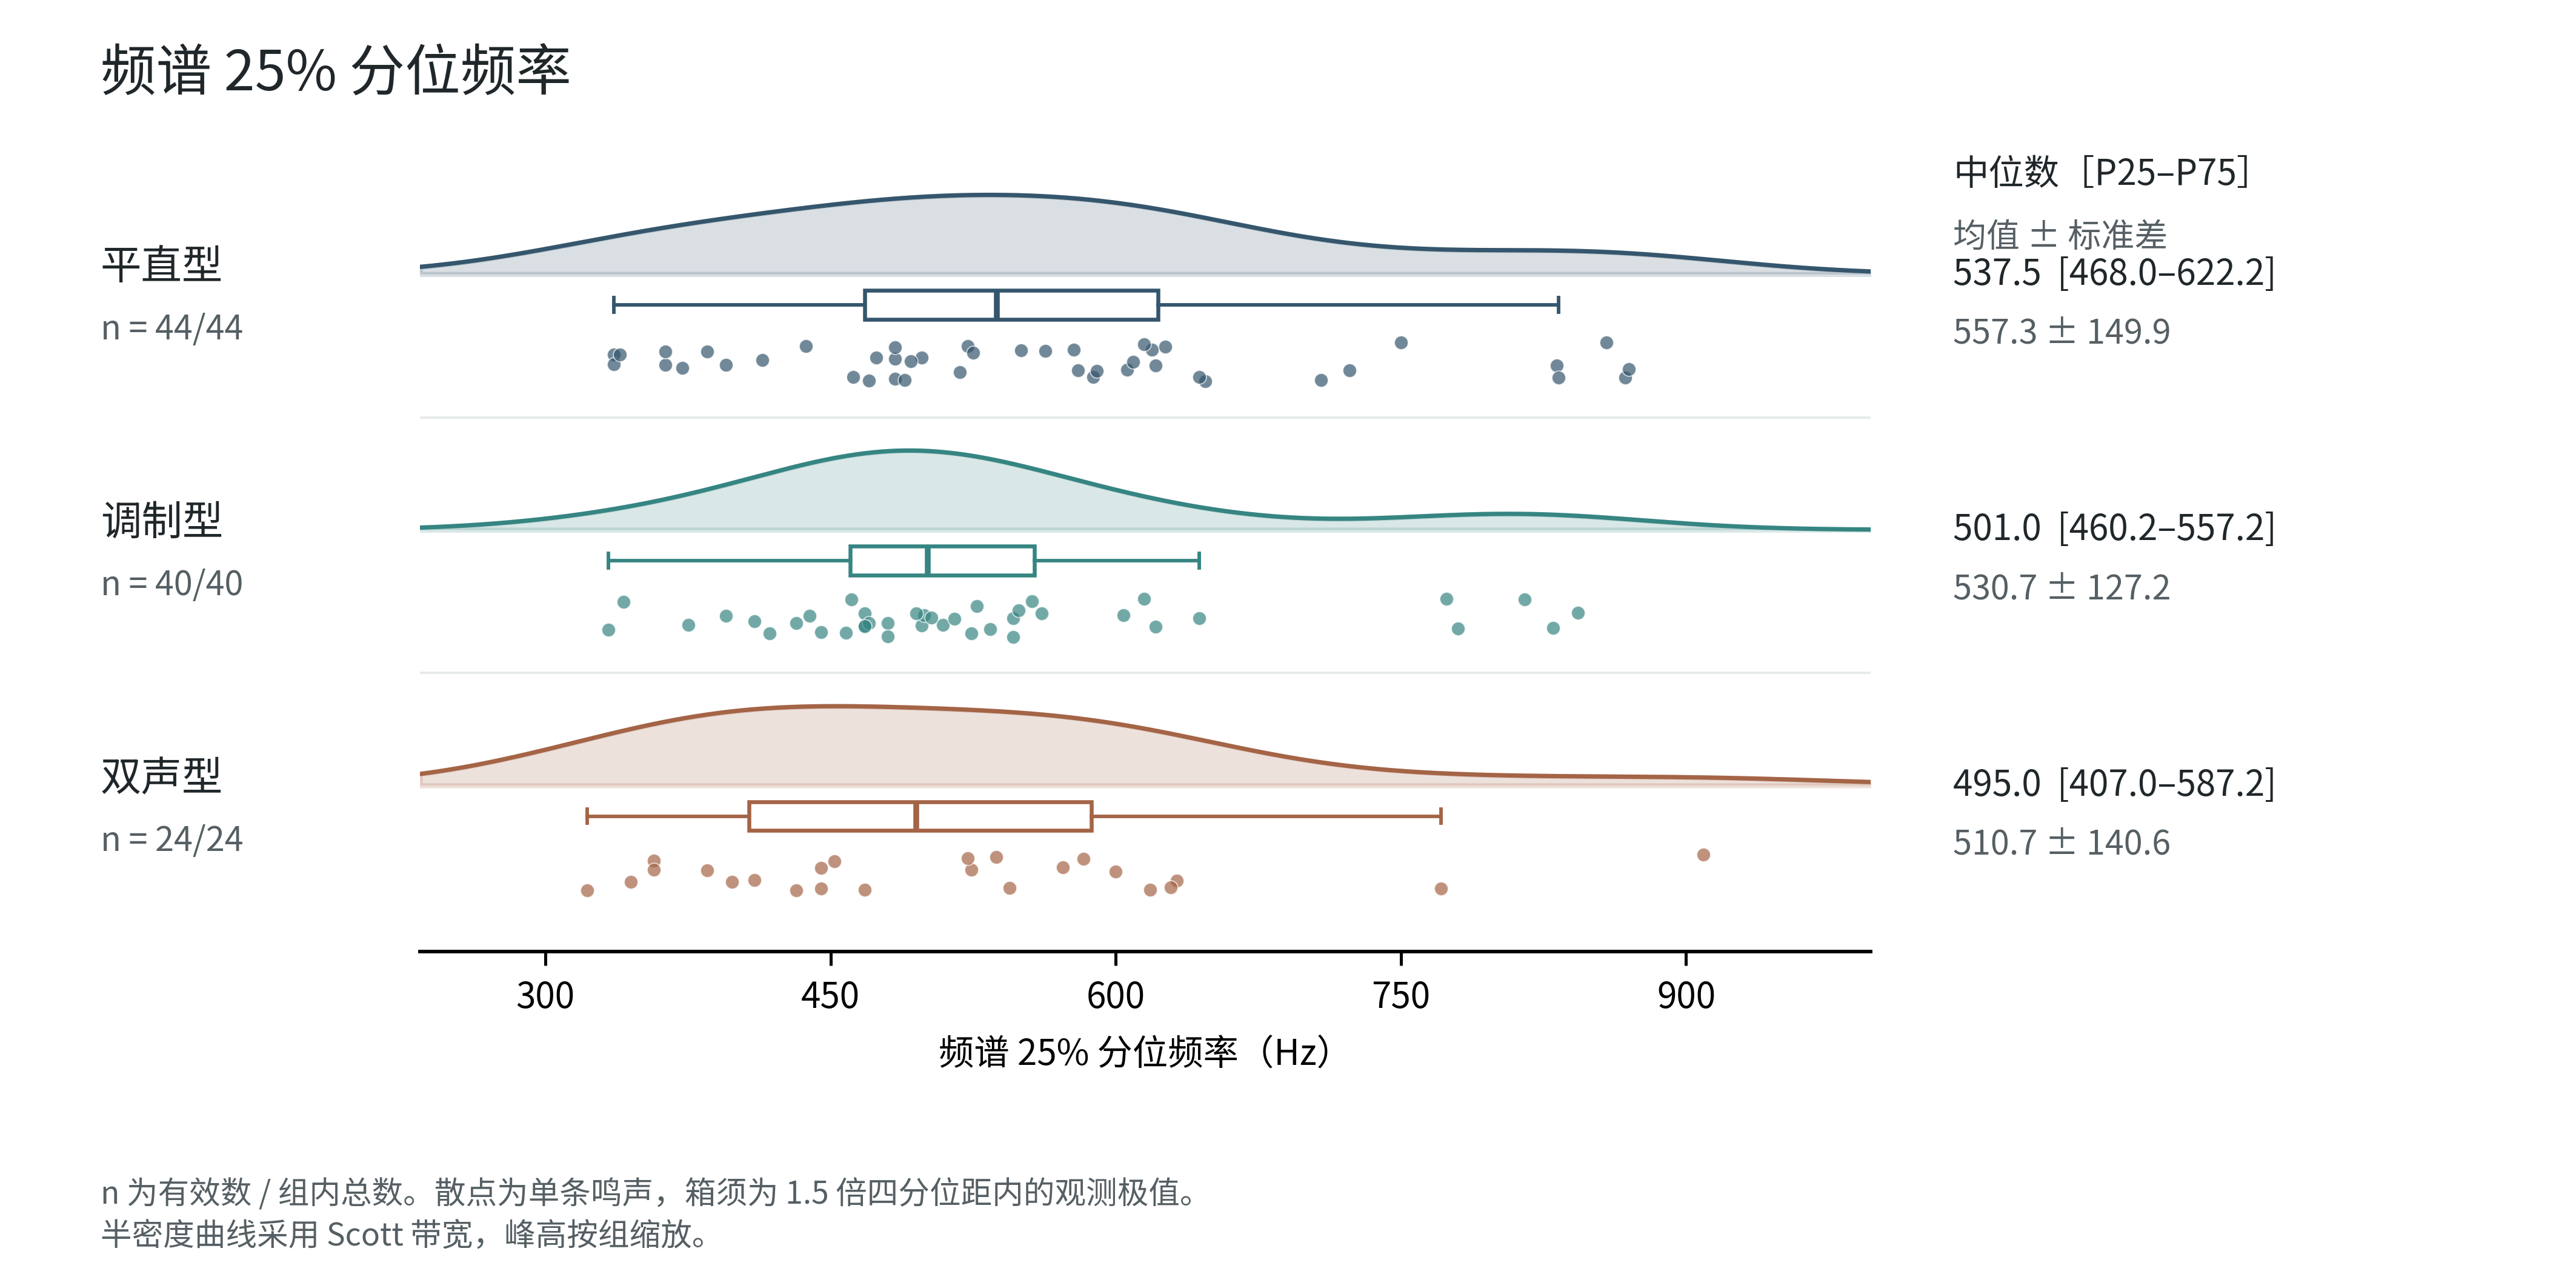 频谱 25% 分位频率
中位数［P25–P75］
均值 ± 标准差
平直型
n = 44/44
537.5 [468.0–622.2]
557.3 ± 149.9
调制型
n = 40/40
501.0 [460.2–557.2]
530.7 ± 127.2
双声型
n = 24/24
495.0 [407.0–587.2]
510.7 ± 140.6
300 450 600 750 900
频谱 25% 分位频率（Hz）
n 为有效数 / 组内总数。散点为单条鸣声，箱须为 1.5 倍四分位距内的观测极值。
半密度曲线采用 Scott 带宽，峰高按组缩放。